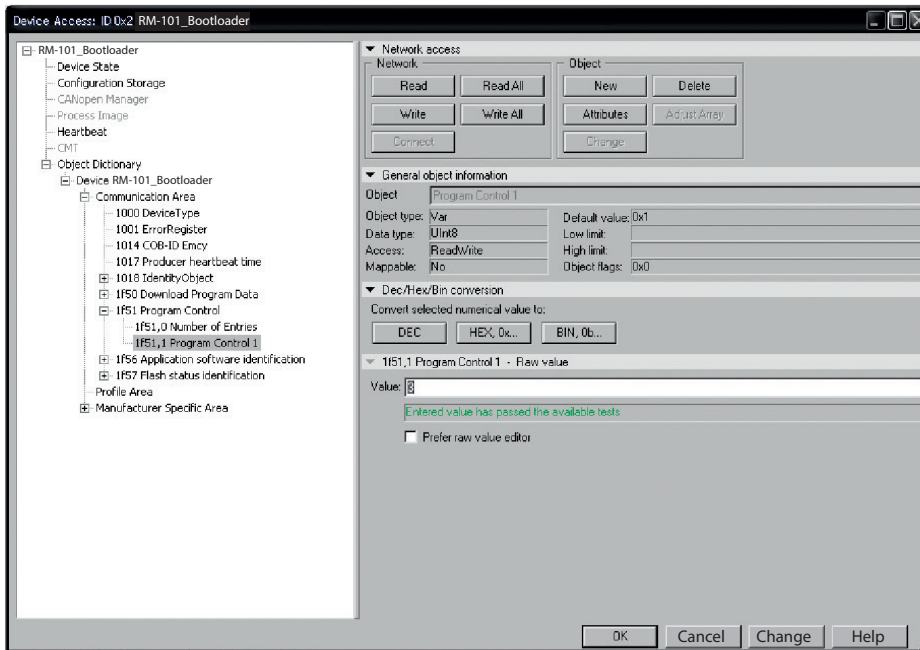 Device Access: ID 0x2 RM-101_Bootloader
RM-101_Bootloader
Device State
Configuration Storage
CANopen Manager
Process Image
Heartbeat
CMT
Object Dictionary
Device RM-101_Bootloader
Communication Area
1000 DeviceType
1001 ErrorRegister
1014 COB-ID Emcy
1017 Producer heartbeat time
1018 IdentityObject
1f50 Download Program Data
1f51 Program Control
1f51,0 Number of Entries
1f51,1 Program Control 1
1f56 Application software identification
1f57 Flash status identification
Profile Area
Manufacturer Specific Area
Network access
Network
Read
Read All
Write
Write All
Connect
Object
New
Delete
Attributes
Adjust Array
Change
General object information
Object Program Control 1
Object type: Var Default value: 0x1
Data type: UInt8 Low limit:
Access: ReadWrite High limit:
Mappable: No Object flags: 0x0
Dec/Hex/Bin conversion
Convert selected numerical value to:
DEC HEX, 0x... BIN, 0b...
1f51,1 Program Control 1 - Raw value
Value:
Entered value has passed the available tests
Prefer raw value editor
OK Cancel Change Help